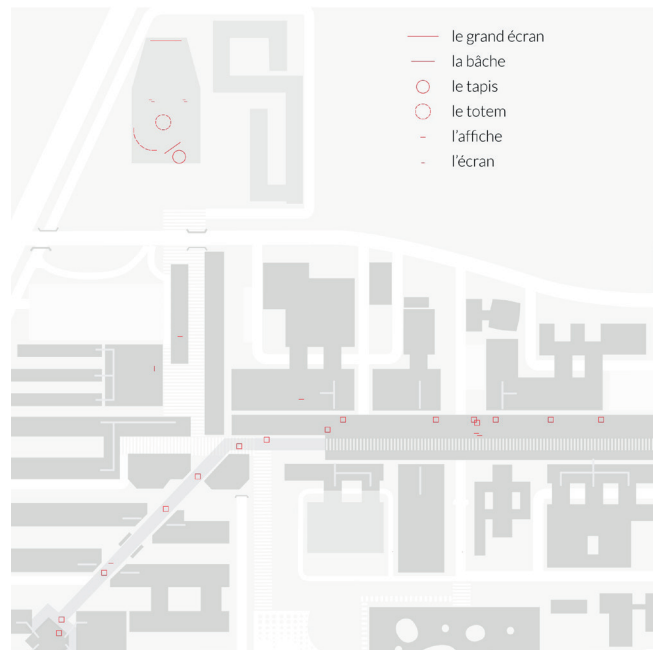 le grand écran
la bâche
le tapis
le totem
l'affiche
l'écran